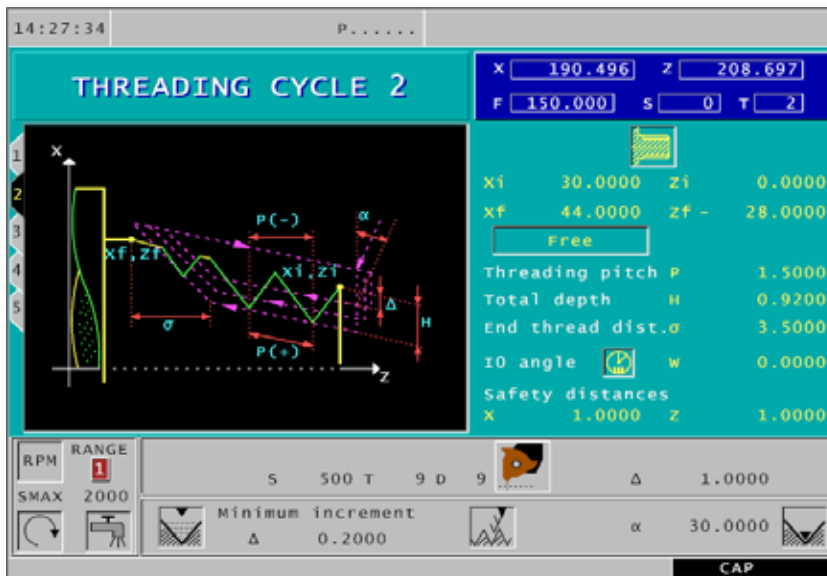 14:27:34 P......
THREADING CYCLE 2
X 190.496 Z 208.697
F 150.000 S 0 T 2
1
2
3
4
5
X
Xf,Zf
P(-)
α
Xi,Zi
Δ
H
σ
P(+)
Z
Xi 30.0000 Zi 0.0000
Xf 44.0000 Zf - 28.0000
Free
Threading pitch P 1.5000
Total depth H 0.9200
End thread dist.σ 3.5000
IO angle W 0.0000
Safety distances
X 1.0000 Z 1.0000
RPM RANGE
1
SMAX 2000
S 500 T 9 D 9 Δ 1.0000
Minimum increment
Δ 0.2000
α 30.0000
CAP